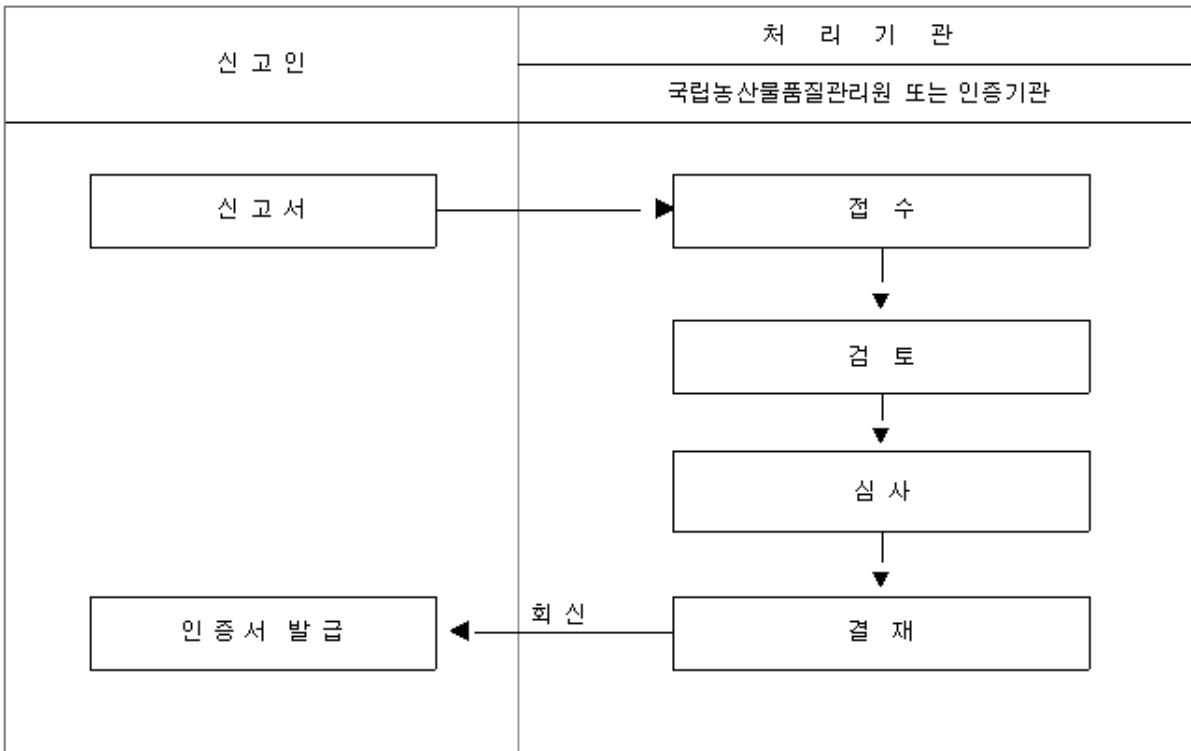 신 고 인
처 리 기 관
국립농산물품질관리원 또는 인증기관
신 고 서
접 수
검 토
심 사
회 신
인 증 서 발 급
결 재